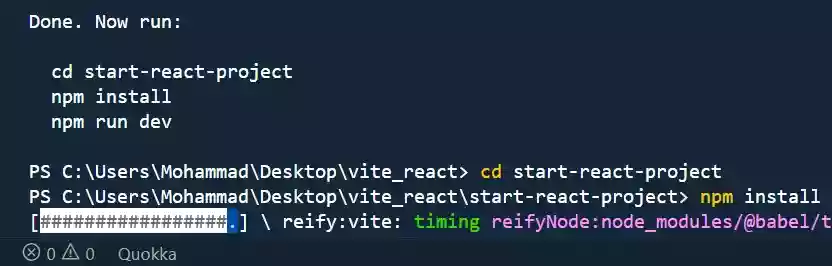 Done. Now run:
cd start-react-project
npm install
npm run dev
PS C:\Users\Mohammad\Desktop\vite_react> cd start-react-project
PS C:\Users\Mohammad\Desktop\vite_react\start-react-project> npm install
[#################.] \ reify:vite: timing reifyNode:node_modules/@babel/t
0 0 Quokka